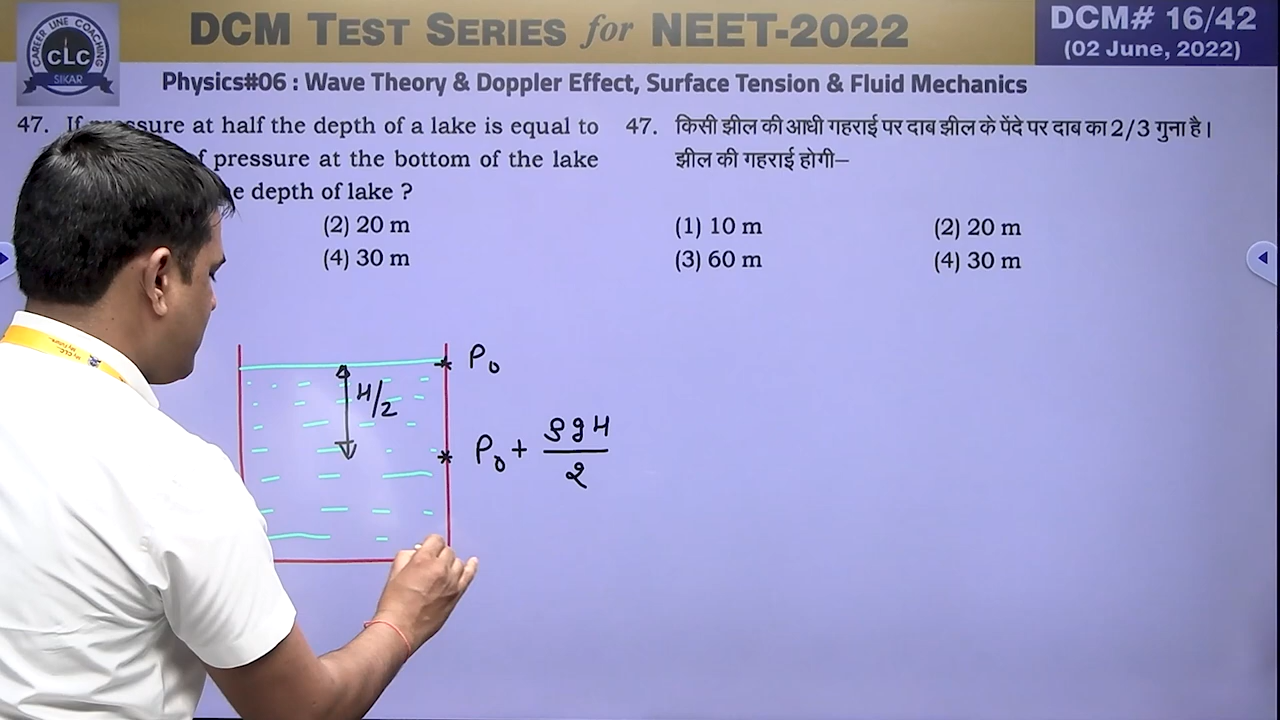 DCM TEST SERIES for NEET-2022
DCM# 16/42
(02 June, 2022)
CAREER LINE COACHING
CLC
SIKAR
Physics#06 : Wave Theory & Doppler Effect, Surface Tension & Fluid Mechanics
47. If pressure at half the depth of a lake is equal to
of pressure at the bottom of the lake
depth of lake ?
(2) 20 m
(4) 30 m
47. किसी झील की आधी गहराई पर दाब झील के पेंदे पर दाब का 2/3 गुना है।
झील की गहराई होगी–
(1) 10 m (2) 20 m
(3) 60 m (4) 30 m
P₀
H/2
P₀ + ρgH/2